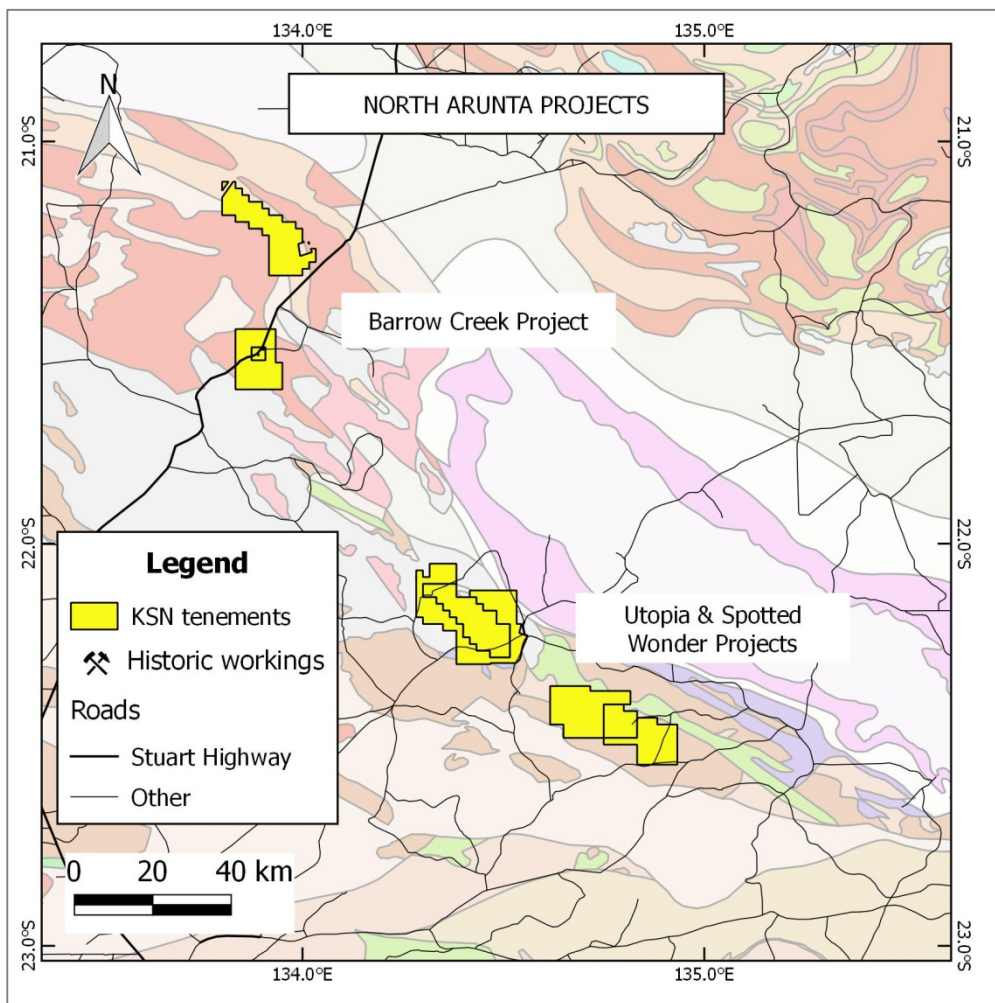 134.0°E
135.0°E
N
NORTH ARUNTA PROJECTS
21.0°S
21.0°S
Barrow Creek Project
22.0°S
Legend
KSN tenements
Historic workings
Roads
Stuart Highway
Other
Utopia & Spotted
Wonder Projects
0 20 40 km
23.0°S
23.0°S
134.0°E
135.0°E